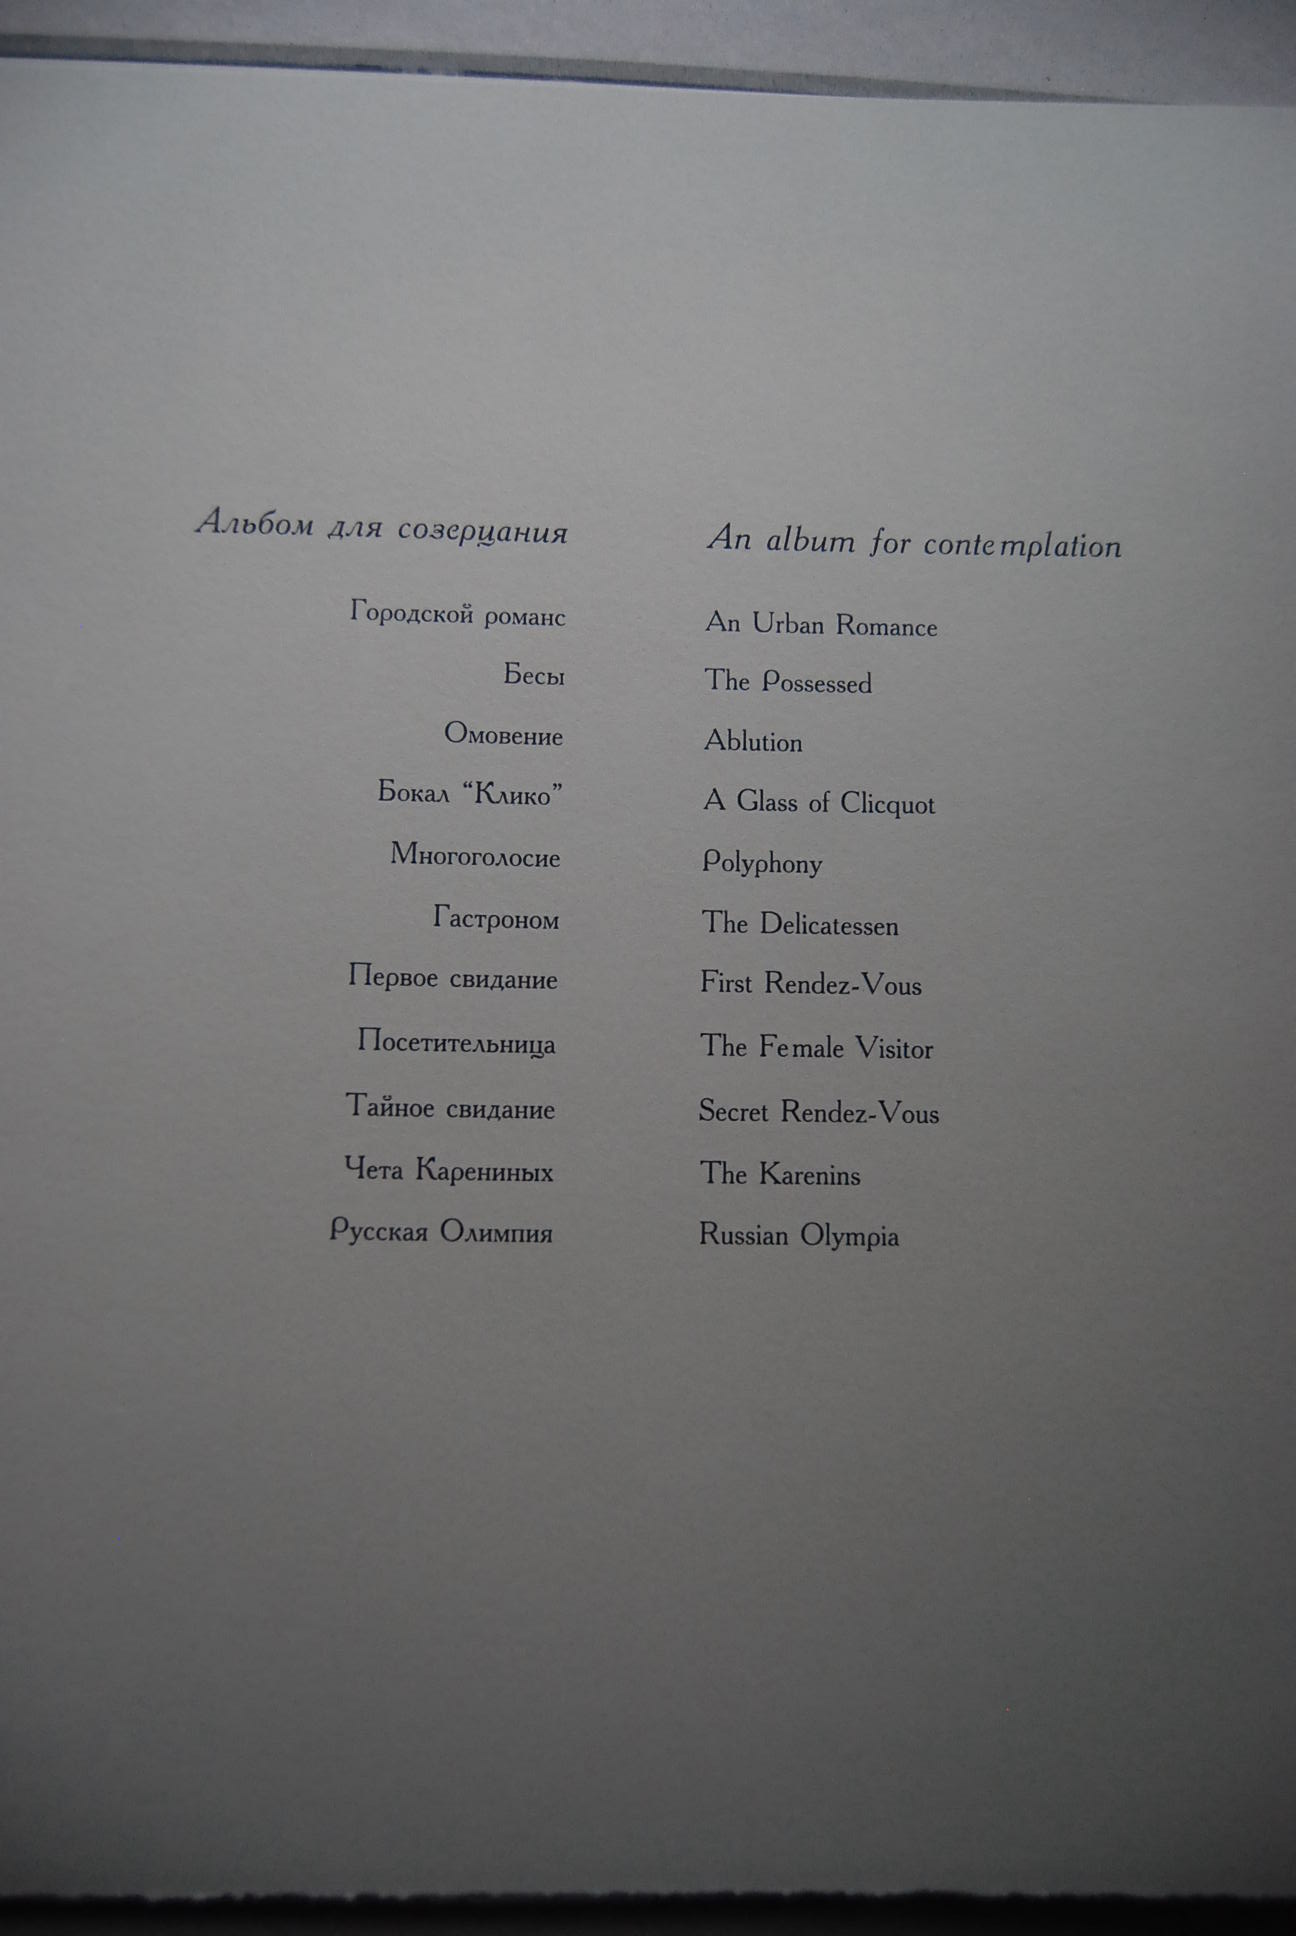 Альбом для созерцания
Городской романс
Бесы
Омовение
Бокал “Клико”
Многоголосие
Гастроном
Первое свидание
Посетительница
Тайное свидание
Чета Карениных
Русская Олимпия
An album for contemplation
An Urban Romance
The Possessed
Ablution
A Glass of Clicquot
Polyphony
The Delicatessen
First Rendez-Vous
The Female Visitor
Secret Rendez-Vous
The Karenins
Russian Olympia